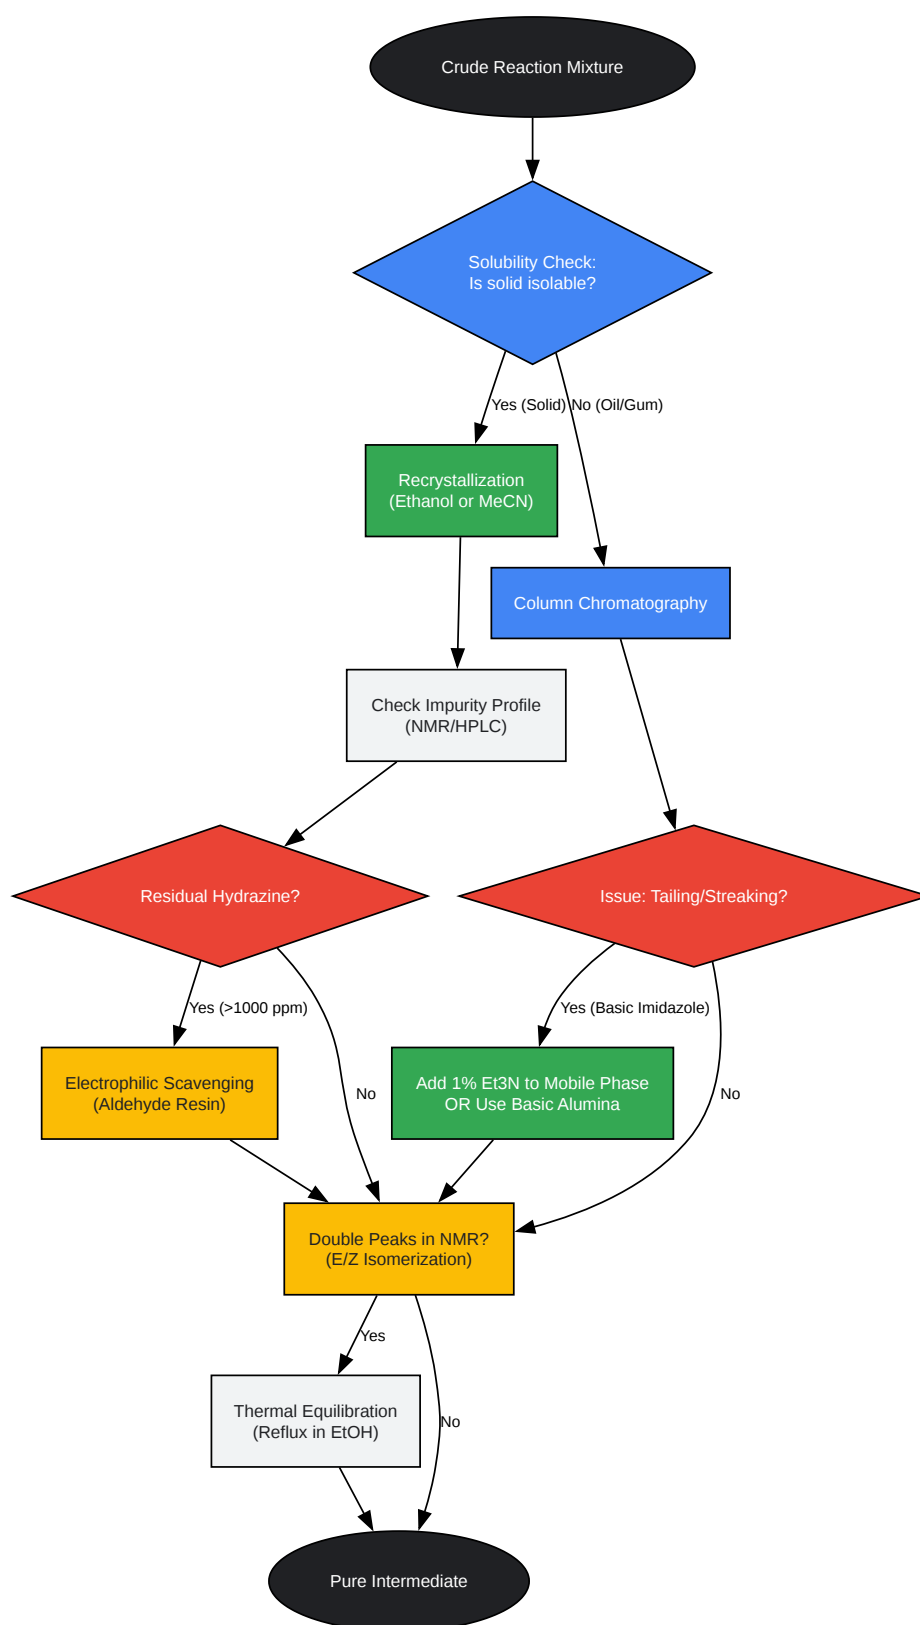 Crude Reaction Mixture
Solubility Check:
Is solid isolable?
Yes (Solid)
No (Oil/Gum)
Recrystallization
(Ethanol or MeCN)
Column Chromatography
Check Impurity Profile
(NMR/HPLC)
Residual Hydrazine?
Issue: Tailing/Streaking?
Yes (>1000 ppm)
Yes (Basic Imidazole)
Electrophilic Scavenging
(Aldehyde Resin)
No
Add 1% Et3N to Mobile Phase
OR Use Basic Alumina
No
Double Peaks in NMR?
(E/Z Isomerization)
Yes
Thermal Equilibration
(Reflux in EtOH)
No
Pure Intermediate